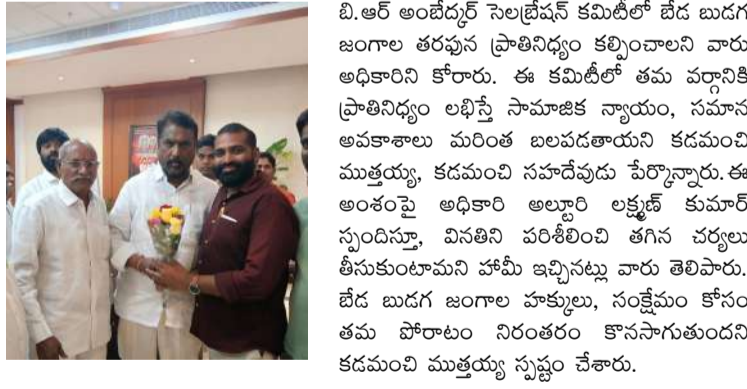 బి.ఆర్ అంబేద్కర్ సెలబ్రేషన్ కమిటీలో బేడ బుడగ
జంగాల తరఫున ప్రాతినిధ్యం కల్పించాలని వారు
అధికారిని కోరారు. ఈ కమిటీలో తమ వర్గానికి
ప్రాతినిధ్యం లభిస్తే సామాజిక న్యాయం, సమాన
అవకాశాలు మరింత బలపడతాయని కడమంచి
ముత్తయ్య, కడమంచి సహదేవుడు పేర్కొన్నారు.ఈ
అంశంపై అధికారి అల్టూరి లక్ష్మణ్ కుమార్
స్పందిస్తూ, వినతిని పరిశీలించి తగిన చర్యలు
తీసుకుంటామని హామీ ఇచ్చినట్లు వారు తెలిపారు.
బేడ బుడగ జంగాల హక్కులు, సంక్షేమం కోసం
తమ పోరాటం నిరంతరం కొనసాగుతుందని
కడమంచి ముత్తయ్య స్పష్టం చేశారు.